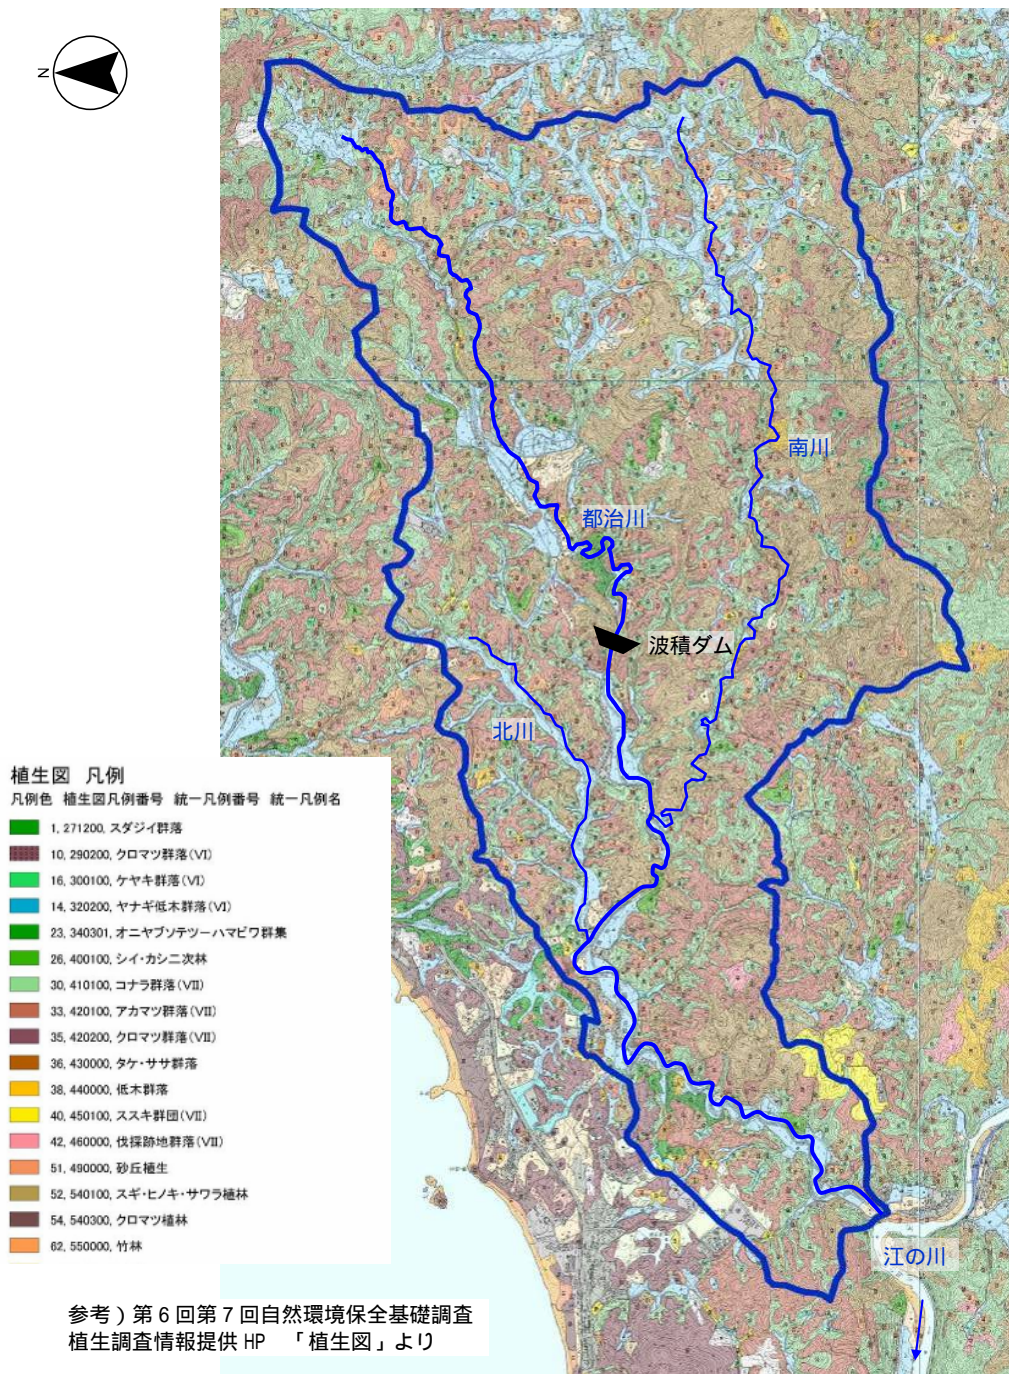 N
南川
都治川
波積ダム
北川
植生図 凡例
凡例色 植生図凡例番号 統一凡例番号 統一凡例名
1, 271200, スダジイ群落
10, 290200, クロマツ群落(VI)
16, 300100, ケヤキ群落(VI)
14, 320200, ヤナギ低木群落(VI)
23, 340301, オニヤブソテツーハマビワ群集
26, 400100, シイ・カシ二次林
30, 410100, コナラ群落(VII)
33, 420100, アカマツ群落(VII)
35, 420200, クロマツ群落(VII)
36, 430000, タケ・ササ群落
38, 440000, 低木群落
40, 450100, ススキ群団(VII)
42, 460000, 伐採跡地群落(VII)
51, 490000, 砂丘植生
52, 540100, スギ・ヒノキ・サワラ植林
54, 540300, クロマツ植林
62, 550000, 竹林
江の川
参考）第６回第７回自然環境保全基礎調査
植生調査情報提供 HP 「植生図」より